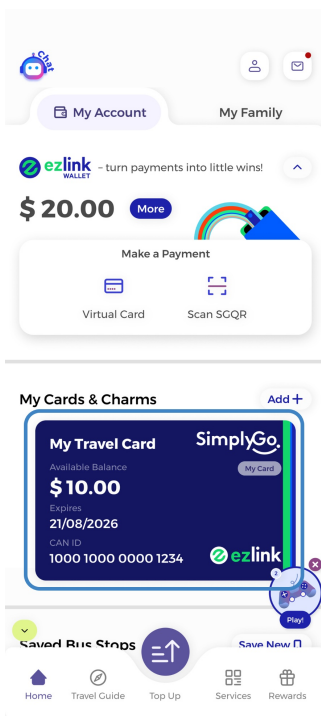 Chat
My Account
My Family
ezlink
WALLET
– turn payments into little wins!
$ 20.00
More
Make a Payment
Virtual Card
Scan SGQR
My Cards & Charms
Add +
My Travel Card
SimplyGo.
Available Balance
My Card
$ 10.00
Expires
21/08/2026
CAN ID
1000 1000 0000 1234
ezlink
2
Play!
Saved Bus Stops
Save New
Home
Travel Guide
Top Up
Services
Rewards